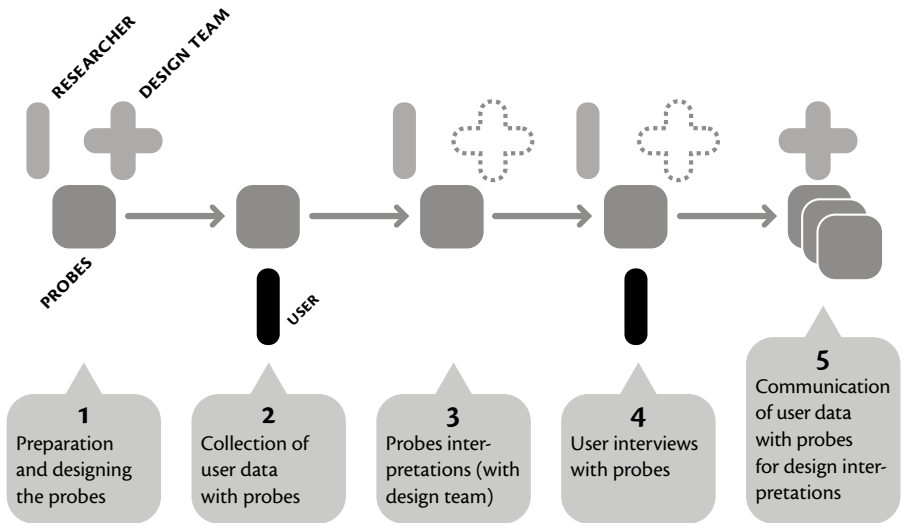 RESEARCHER
DESIGN TEAM
PROBES
USER
1
Preparation
and designing
the probes
2
Collection of
user data
with probes
3
Probes inter-
pretations (with
design team)
4
User interviews
with probes
5
Communication
of user data
with probes
for design inter-
pretations